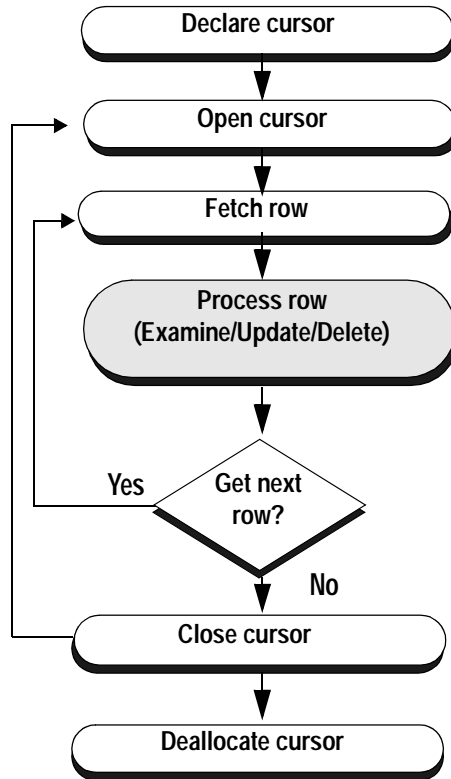 Declare cursor
Open cursor
Fetch row
Process row
(Examine/Update/Delete)
Yes
Get next
row?
No
Close cursor
Deallocate cursor